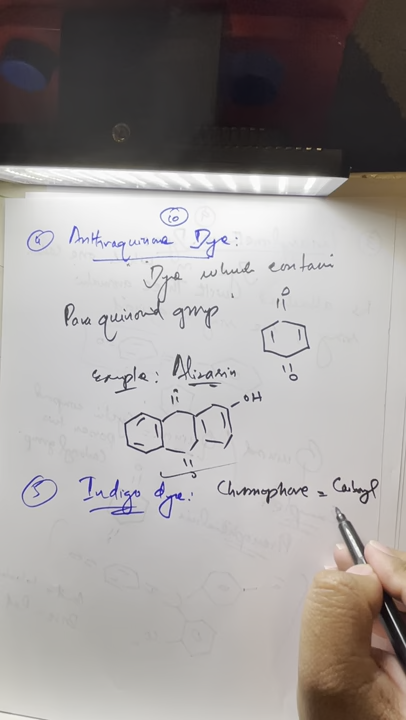 10
4 Anthraquinone Dye:
Dye which contain
Para quinoid group
O
O
Example: Alizarin
O
OH
O
5 Indigo dye: Chromophore = Carbonyl